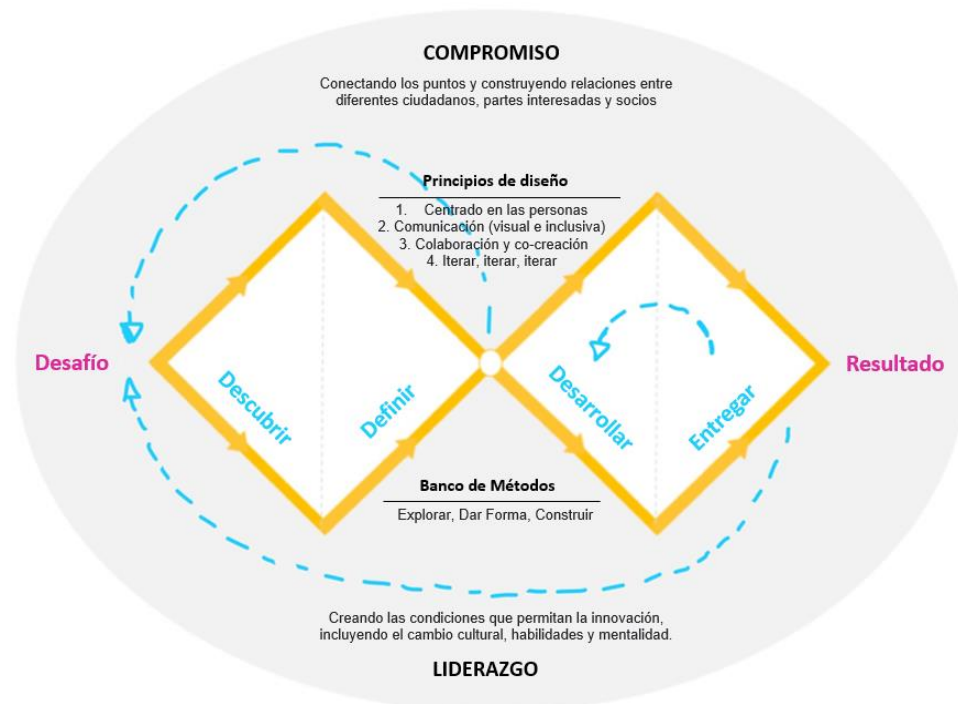 COMPROMISO
Conectando los puntos y construyendo relaciones entre
diferentes ciudadanos, partes interesadas y socios
Principios de diseño
1. Centrado en las personas
2. Comunicación (visual e inclusiva)
3. Colaboración y co-creación
4. Iterar, iterar, iterar
Desafío
Descubrir
Definir
Desarrollar
Entregar
Resultado
Banco de Métodos
Explorar, Dar Forma, Construir
Creando las condiciones que permitan la innovación,
incluyendo el cambio cultural, habilidades y mentalidad.
LIDERAZGO